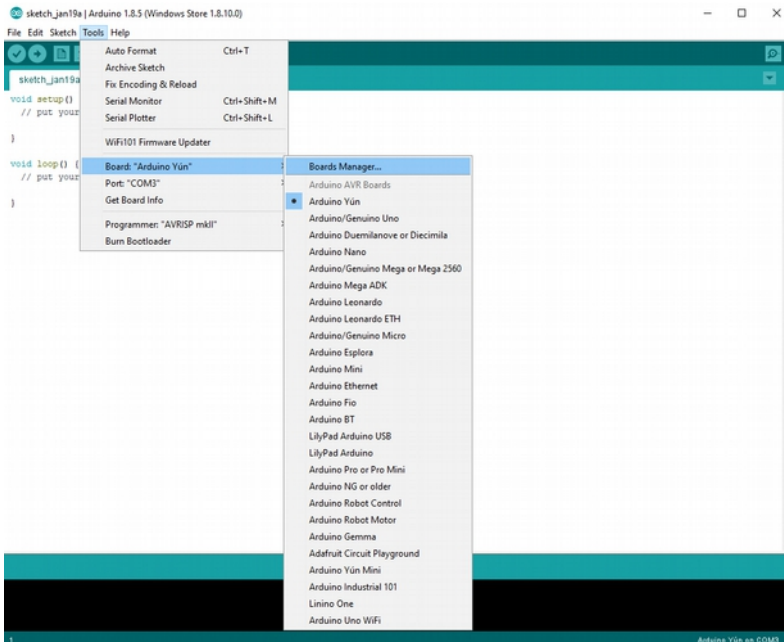 sketch_jan19a | Arduino 1.8.5 (Windows Store 1.8.10.0)
File Edit Sketch Tools Help
sketch_jan19a
void setup()
// put your
}
void loop() {
// put your
}
Auto Format Ctrl+T
Archive Sketch
Fix Encoding & Reload
Serial Monitor Ctrl+Shift+M
Serial Plotter Ctrl+Shift+L
WiFi101 Firmware Updater
Board: "Arduino Yún"
Port: "COM3"
Get Board Info
Programmer: "AVRISP mkII"
Burn Bootloader
Boards Manager...
Arduino AVR Boards
Arduino Yún
Arduino/Genuino Uno
Arduino Duemilanove or Diecimila
Arduino Nano
Arduino/Genuino Mega or Mega 2560
Arduino Mega ADK
Arduino Leonardo
Arduino Leonardo ETH
Arduino/Genuino Micro
Arduino Esplora
Arduino Mini
Arduino Ethernet
Arduino Fio
Arduino BT
LilyPad Arduino USB
LilyPad Arduino
Arduino Pro or Pro Mini
Arduino NG or older
Arduino Robot Control
Arduino Robot Motor
Arduino Gemma
Adafruit Circuit Playground
Arduino Yún Mini
Arduino Industrial 101
Linino One
Arduino Uno WiFi
1
Arduino Yún on COM3